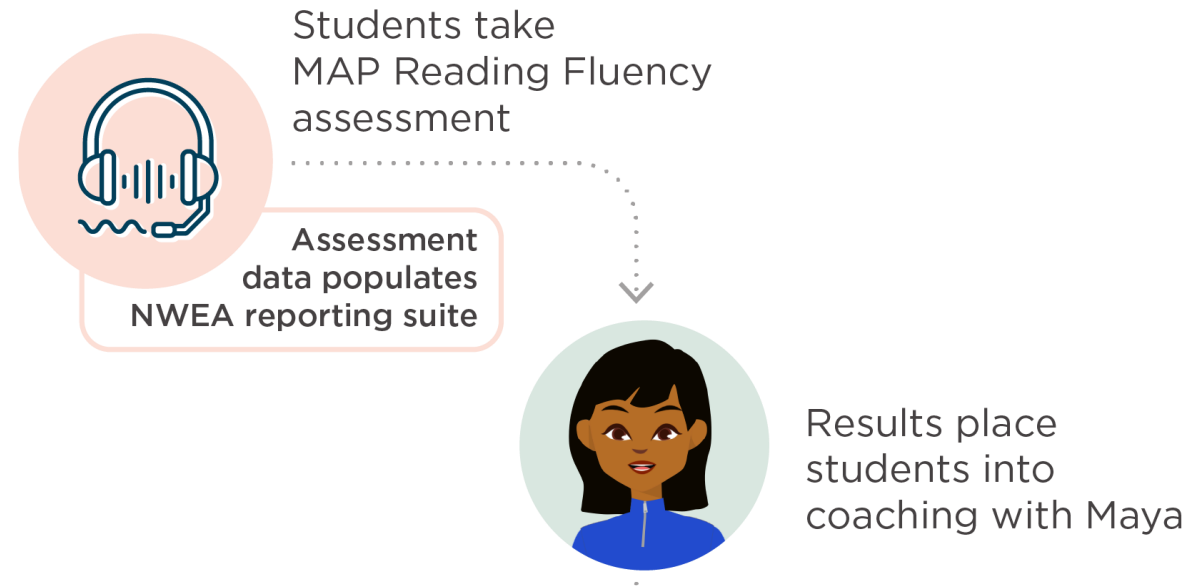 Students take
MAP Reading Fluency
assessment
Assessment
data populates
NWEA reporting suite
Results place
students into
coaching with Maya